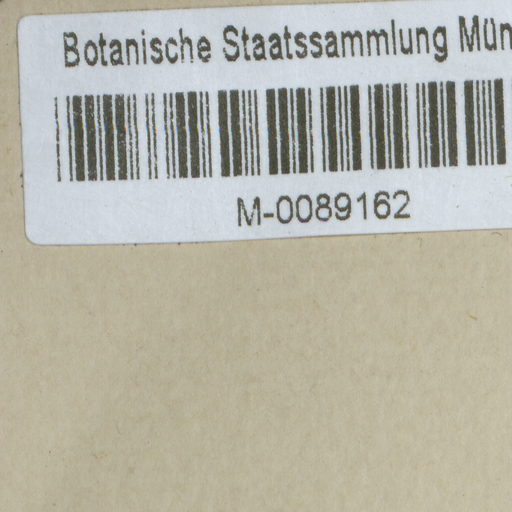 Botanische Staatssammlung Mün
M-0089162